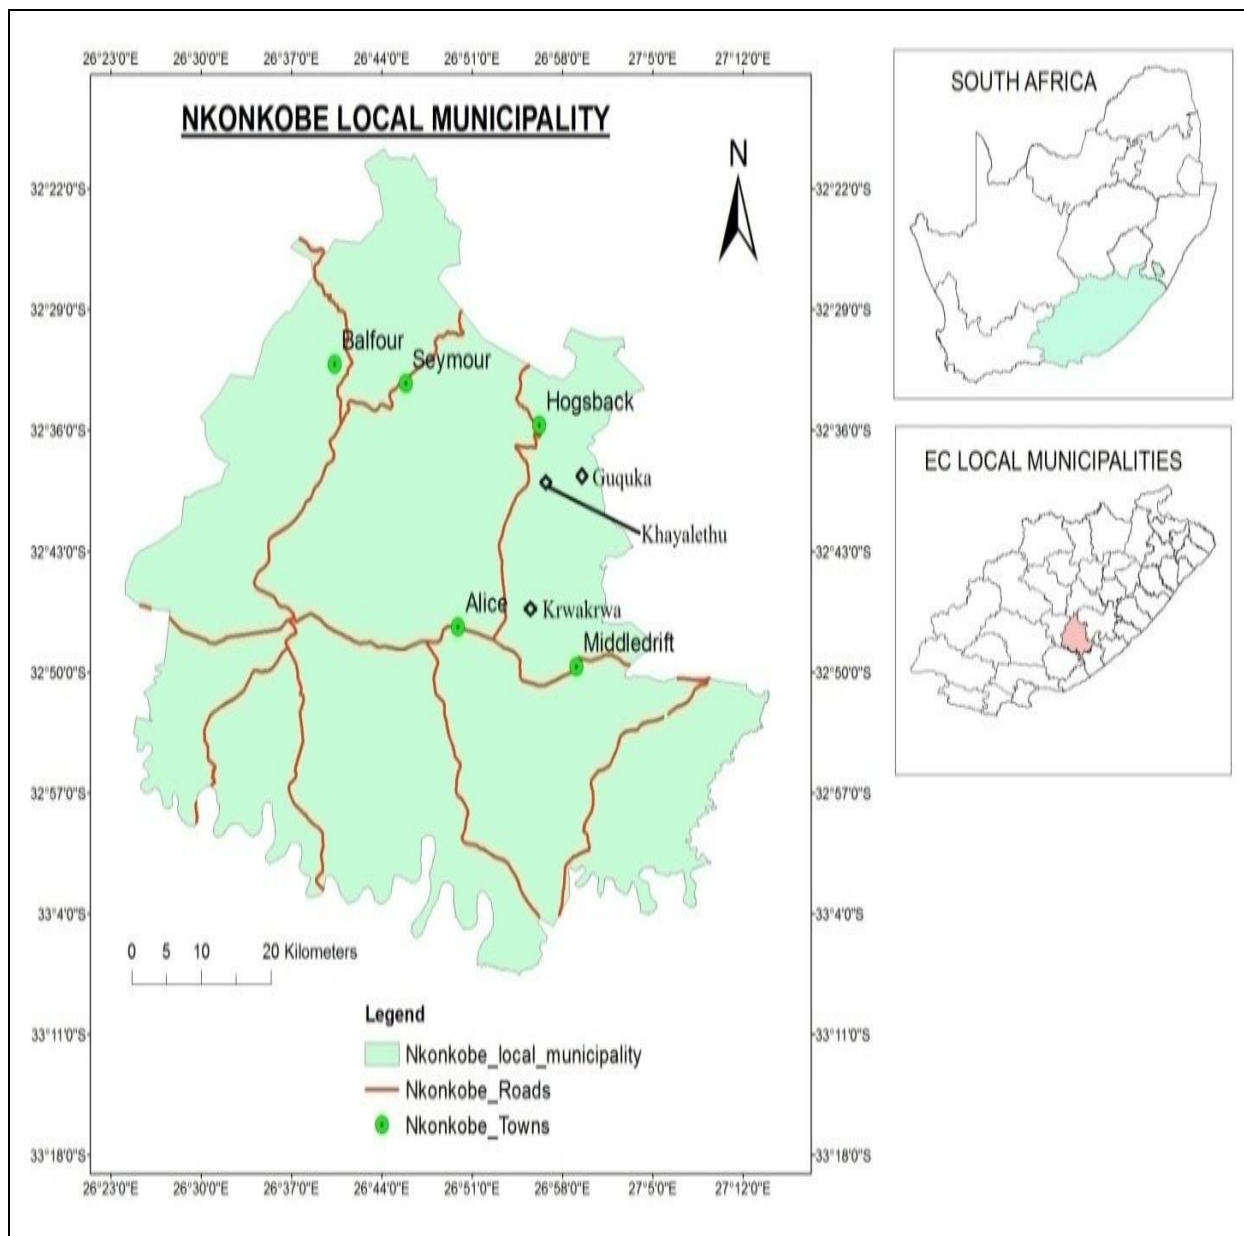 26°23'0"E 26°30'0"E 26°37'0"E 26°44'0"E 26°51'0"E 26°58'0"E 27°5'0"E 27°12'0"E
NKONKOBE LOCAL MUNICIPALITY
N
32°22'0"S 32°22'0"S
32°29'0"S 32°29'0"S
Balfour
Seymour
Hogsback
32°36'0"S 32°36'0"S
Guquka
Khayalethu
32°43'0"S 32°43'0"S
Alice
Krwakrwa
Middledrift
32°50'0"S 32°50'0"S
32°57'0"S 32°57'0"S
33°4'0"S 33°4'0"S
0 5 10 20 Kilometers
Legend
33°11'0"S 33°11'0"S
Nkonkobe_local_municipality
Nkonkobe_Roads
Nkonkobe_Towns
33°18'0"S 33°18'0"S
26°23'0"E 26°30'0"E 26°37'0"E 26°44'0"E 26°51'0"E 26°58'0"E 27°5'0"E 27°12'0"E
SOUTH AFRICA
EC LOCAL MUNICIPALITIES